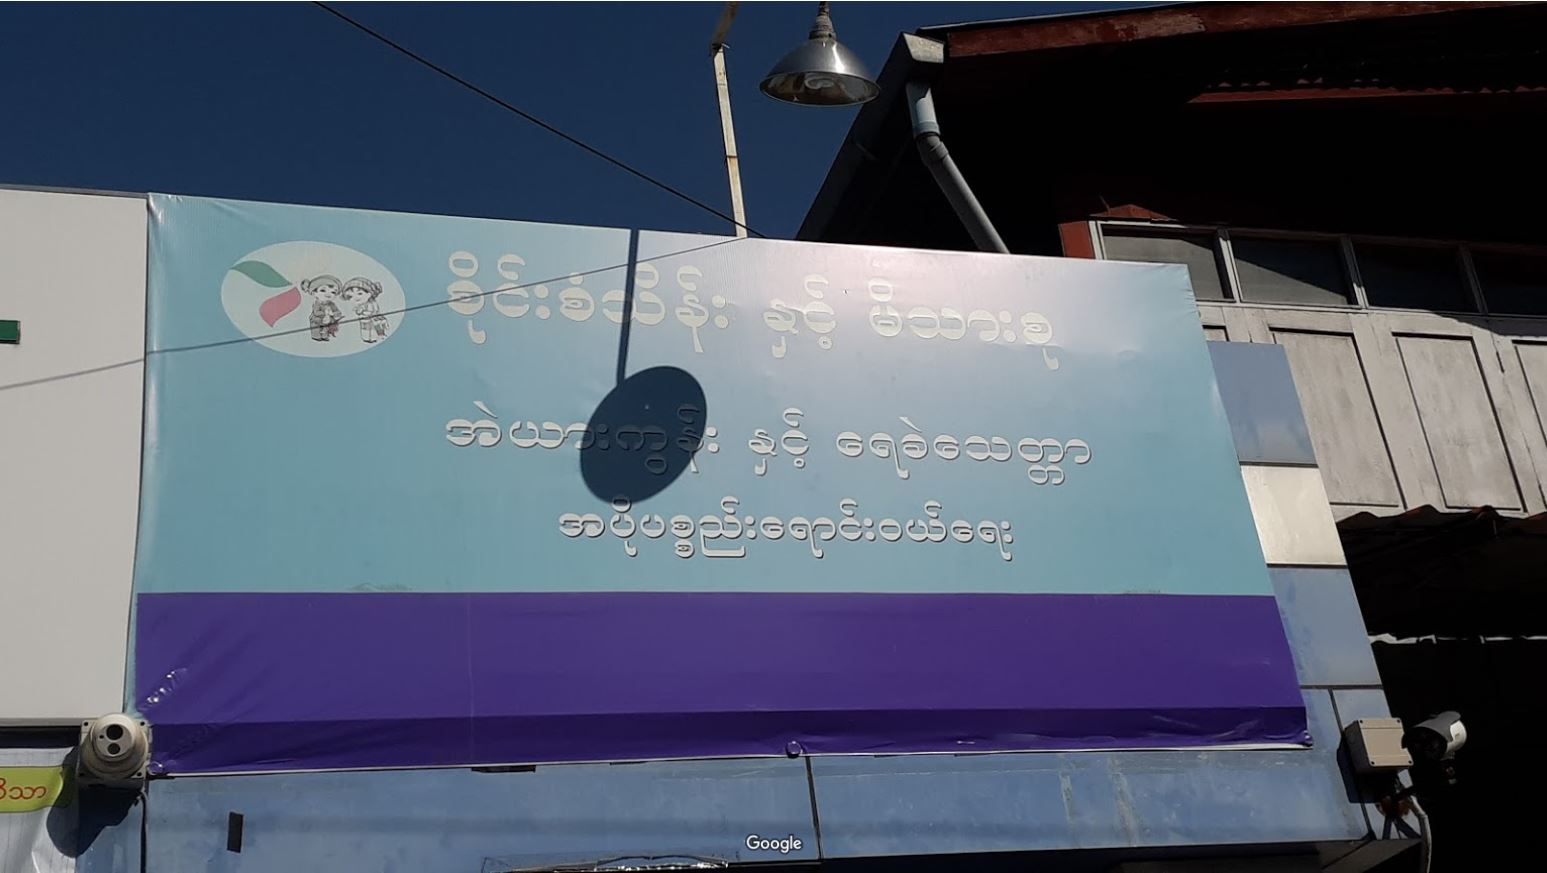 စိုင်းစံသိန်း နှင့် မိသားစု
အဲယားကွန်း နှင့် ရေခဲသေတ္တာ
အပိုပစ္စည်းရောင်းဝယ်ရေး
Google